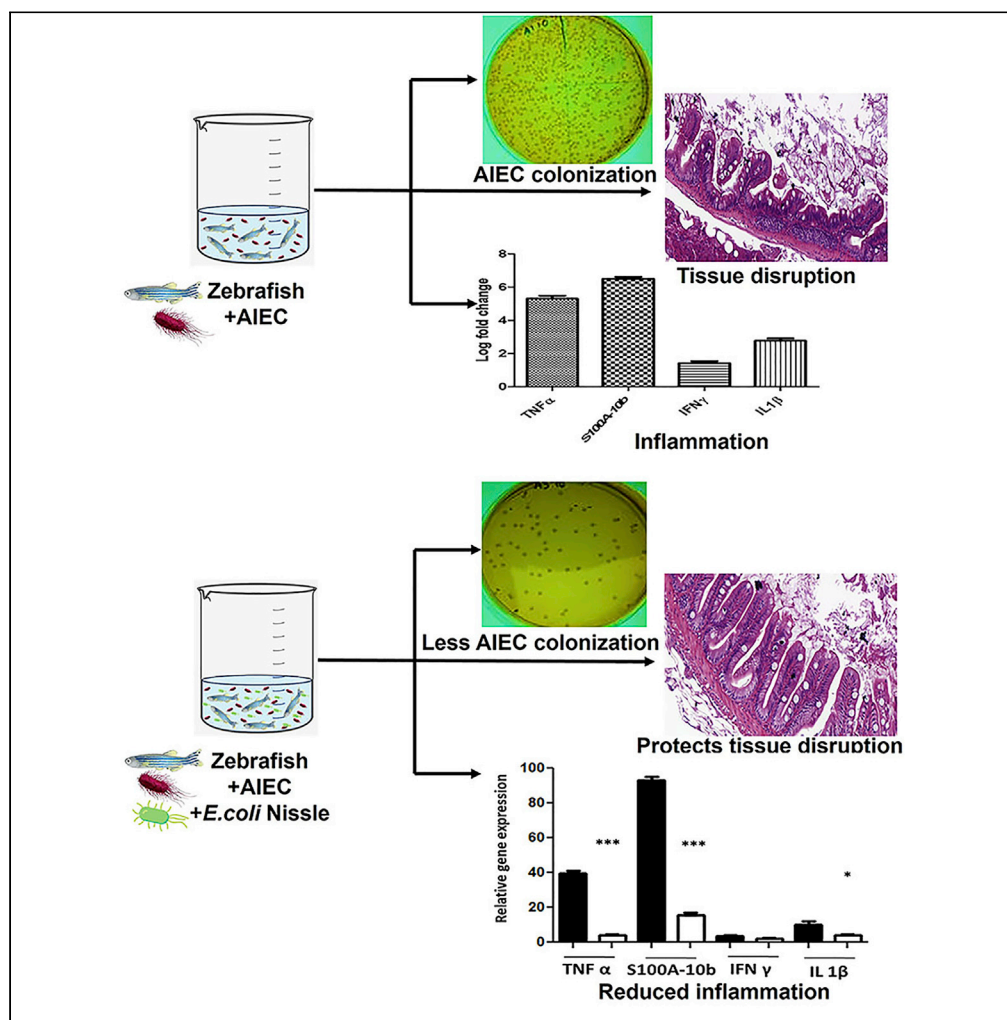 AIEC colonization
Zebrafish
+AIEC
Tissue disruption
Log fold change
8
6
4
2
0
TNFα
S100A-10b
IFNγ
IL1β
Inflammation
Less AIEC colonization
Zebrafish
+AIEC
+E.coli Nissle
Protects tissue disruption
Relative gene expression
100
80
60
40
20
0
***
***
*
TNF α
S100A-10b
IFN γ
IL 1β
Reduced inflammation